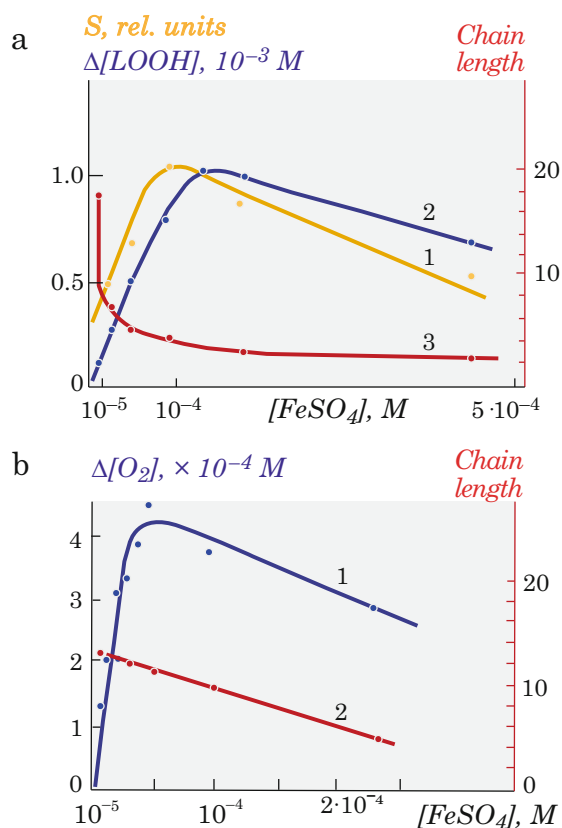 a
S, rel. units
Δ[LOOH], 10⁻³ M
Chain
length
1.0
0.5
0
20
10
2
1
3
10⁻⁵
10⁻⁴
[FeSO₄], M
5·10⁻⁴
b
Δ[O₂], × 10⁻⁴ M
Chain
length
4
3
2
1
0
20
10
0
1
2
10⁻⁵
10⁻⁴
2·10⁻⁴
[FeSO₄], M